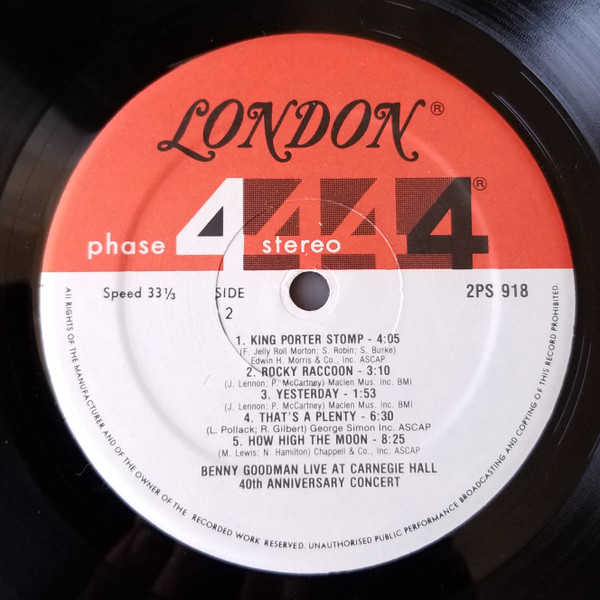 LONDON®
phase 4 stereo 4 4 4®
Speed 33⅓
SIDE
2
2PS 918
1. KING PORTER STOMP - 4:05
(F. Jelly Roll Morton; S. Robin; S. Burke)
Edwin H. Morris & Co., Inc. ASCAP
2. ROCKY RACCOON - 3:10
(J. Lennon; P. McCartney) Maclen Mus. Inc. BMI
3. YESTERDAY - 1:53
(J. Lennon; P. McCartney) Maclen Mus. Inc. BMI
4. THAT'S A PLENTY - 6:30
(L. Pollack; R. Gilbert) George Simon Inc. ASCAP
5. HOW HIGH THE MOON - 8:25
(M. Lewis; N. Hamilton) Chappell & Co., Inc. ASCAP
BENNY GOODMAN LIVE AT CARNEGIE HALL
40th ANNIVERSARY CONCERT
All RIGHTS OF THE MANUFACTURER AND OF THE OWNER OF THE RECORDED WORK RESERVED. UNAUTHORISED PUBLIC PERFORMANCE BROADCASTING AND COPYING OF THIS RECORD PROHIBITED.